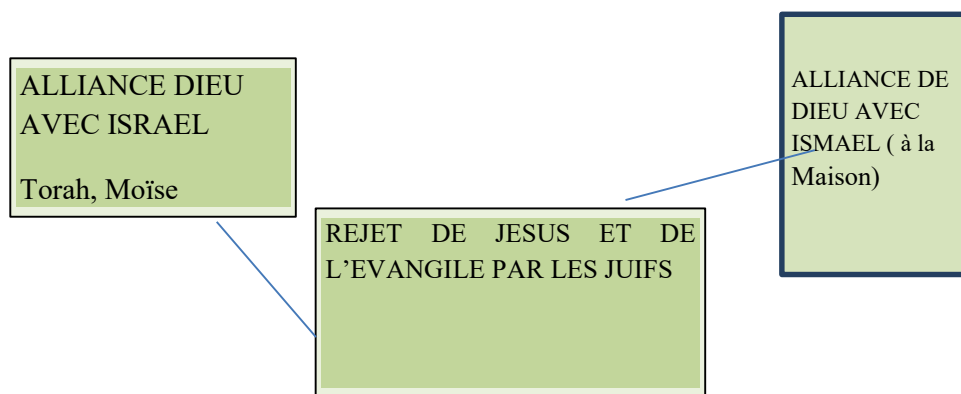 ALLIANCE DIEU
AVEC ISRAEL
Torah, Moïse
REJET DE JESUS ET DE
L’EVANGILE PAR LES JUIFS
ALLIANCE DE
DIEU AVEC
ISMAEL ( à la
Maison)